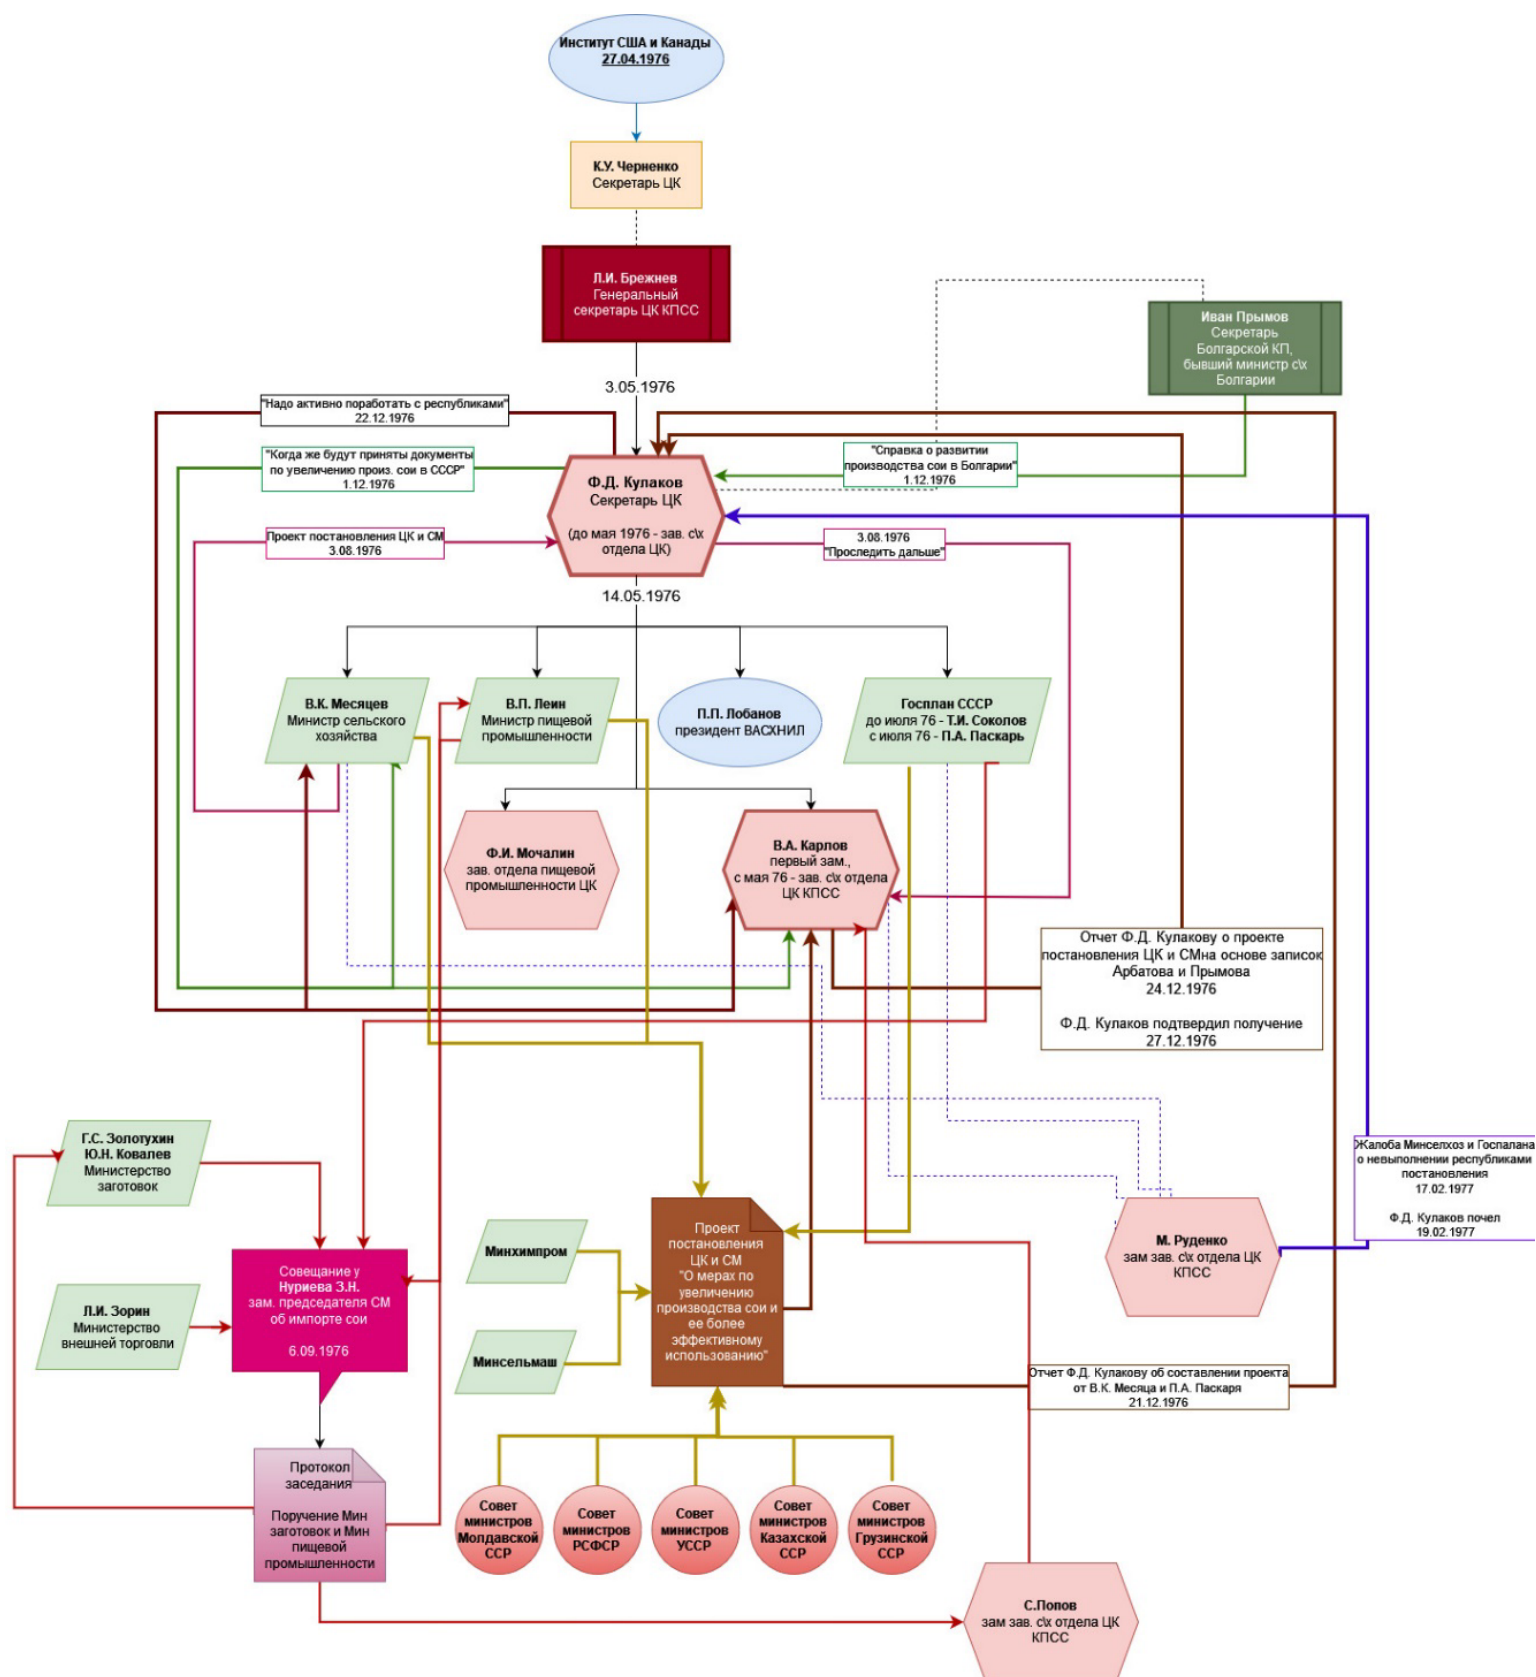 Институт США и Канады
27.04.1976
К.У. Черненко
Секретарь ЦК
Л.И. Брежнев
Генеральный
секретарь ЦК КПСС
Иван Прымов
Секретарь
Болгарской КП,
бывший министр с\х
Болгарии
3.05.1976
"Надо активно поработать с республиками"
22.12.1976
"Когда же будут приняты документы
по увеличению произ. сои в СССР"
1.12.1976
"Справка о развитии
производства сои в Болгарии"
1.12.1976
Ф.Д. Кулаков
Секретарь ЦК
(до мая 1976 - зав. с\х
отдела ЦК)
Проект постановления ЦК и СМ
3.08.1976
3.08.1976
"Проследить дальше"
14.05.1976
В.К. Месяцев
Министр сельского
хозяйства
В.П. Леин
Министр пищевой
промышленности
П.П. Лобанов
президент ВАСХНИЛ
Госплан СССР
до июля 76 - Т.И. Соколов
с июля 76 - П.А. Паскарь
Ф.И. Мочалин
зав. отдела пищевой
промышленности ЦК
В.А. Карлов
первый зам.,
с мая 76 - зав. с\х отдела
ЦК КПСС
Отчет Ф.Д. Кулакову о проекте
постановления ЦК и СМна основе записок
Арбатова и Прымова
24.12.1976
Ф.Д. Кулаков подтвердил получение
27.12.1976
Г.С. Золотухин
Ю.Н. Ковалев
Министерство
заготовок
Жалоба Минселхоз и Госпалана
о невыполнении республиками
постановления
17.02.1977
Ф.Д. Кулаков почел
19.02.1977
Минхимпром
Проект
постановления
ЦК и СМ
"О мерах по
увеличению
производства сои и
ее более
эффективному
использованию"
М. Руденко
зам зав. с\х отдела ЦК
КПСС
Совещание у
Нуриева З.Н.
зам. председателя СМ
об импорте сои
6.09.1976
Л.И. Зорин
Министерство
внешней торговли
Минсельмаш
Отчет Ф.Д. Кулакову об составлении проекта
от В.К. Месяца и П.А. Паскаря
21.12.1976
Протокол
заседания
Поручение Мин
заготовок и Мин
пищевой
промышленности
Совет
министров
Молдавской
ССР
Совет
министров
РСФСР
Совет
министров
УССР
Совет
министров
Казахской
ССР
Совет
министров
Грузинской
ССР
С.Попов
зам зав. с\х отдела ЦК
КПСС